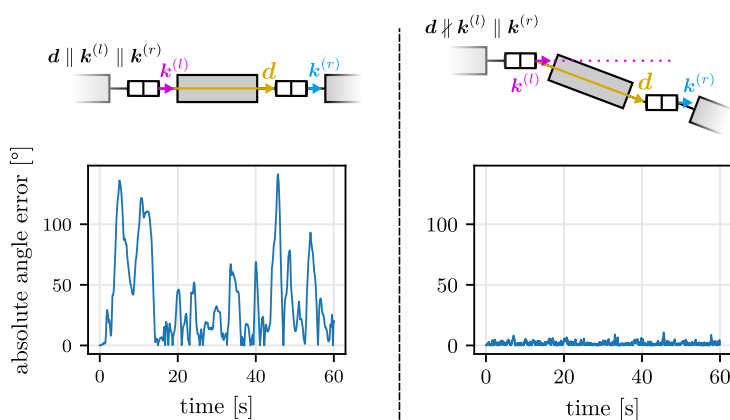 d ∥ k^(l) ∥ k^(r)
k^(l)
d
k^(r)
absolute angle error [°]
100
50
0
0
20
40
60
time [s]
d ∦ k^(l) ∥ k^(r)
k^(l)
d
k^(r)
100
50
0
0
20
40
60
time [s]